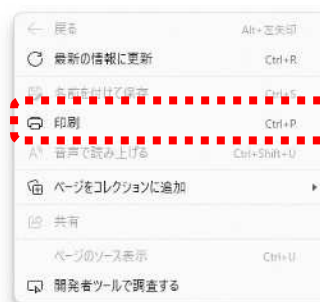 戻る Alt+左矢印
最新の情報に更新 Ctrl+R
名前を付けて保存 Ctrl+S
印刷 Ctrl+P
音声で読み上げる Ctrl+Shift+U
ページをコレクションに追加
共有
ページのソース表示 Ctrl+U
開発者ツールで調査する